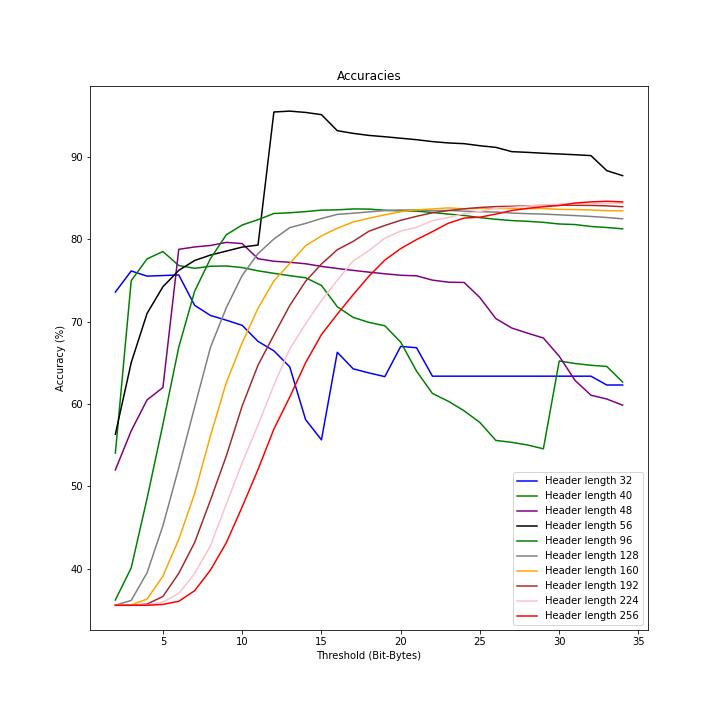 Accuracies
Accuracy (%)
90
80
70
60
50
40
5 10 15 20 25 30 35
Threshold (Bit-Bytes)
Header length 32
Header length 40
Header length 48
Header length 56
Header length 96
Header length 128
Header length 160
Header length 192
Header length 224
Header length 256